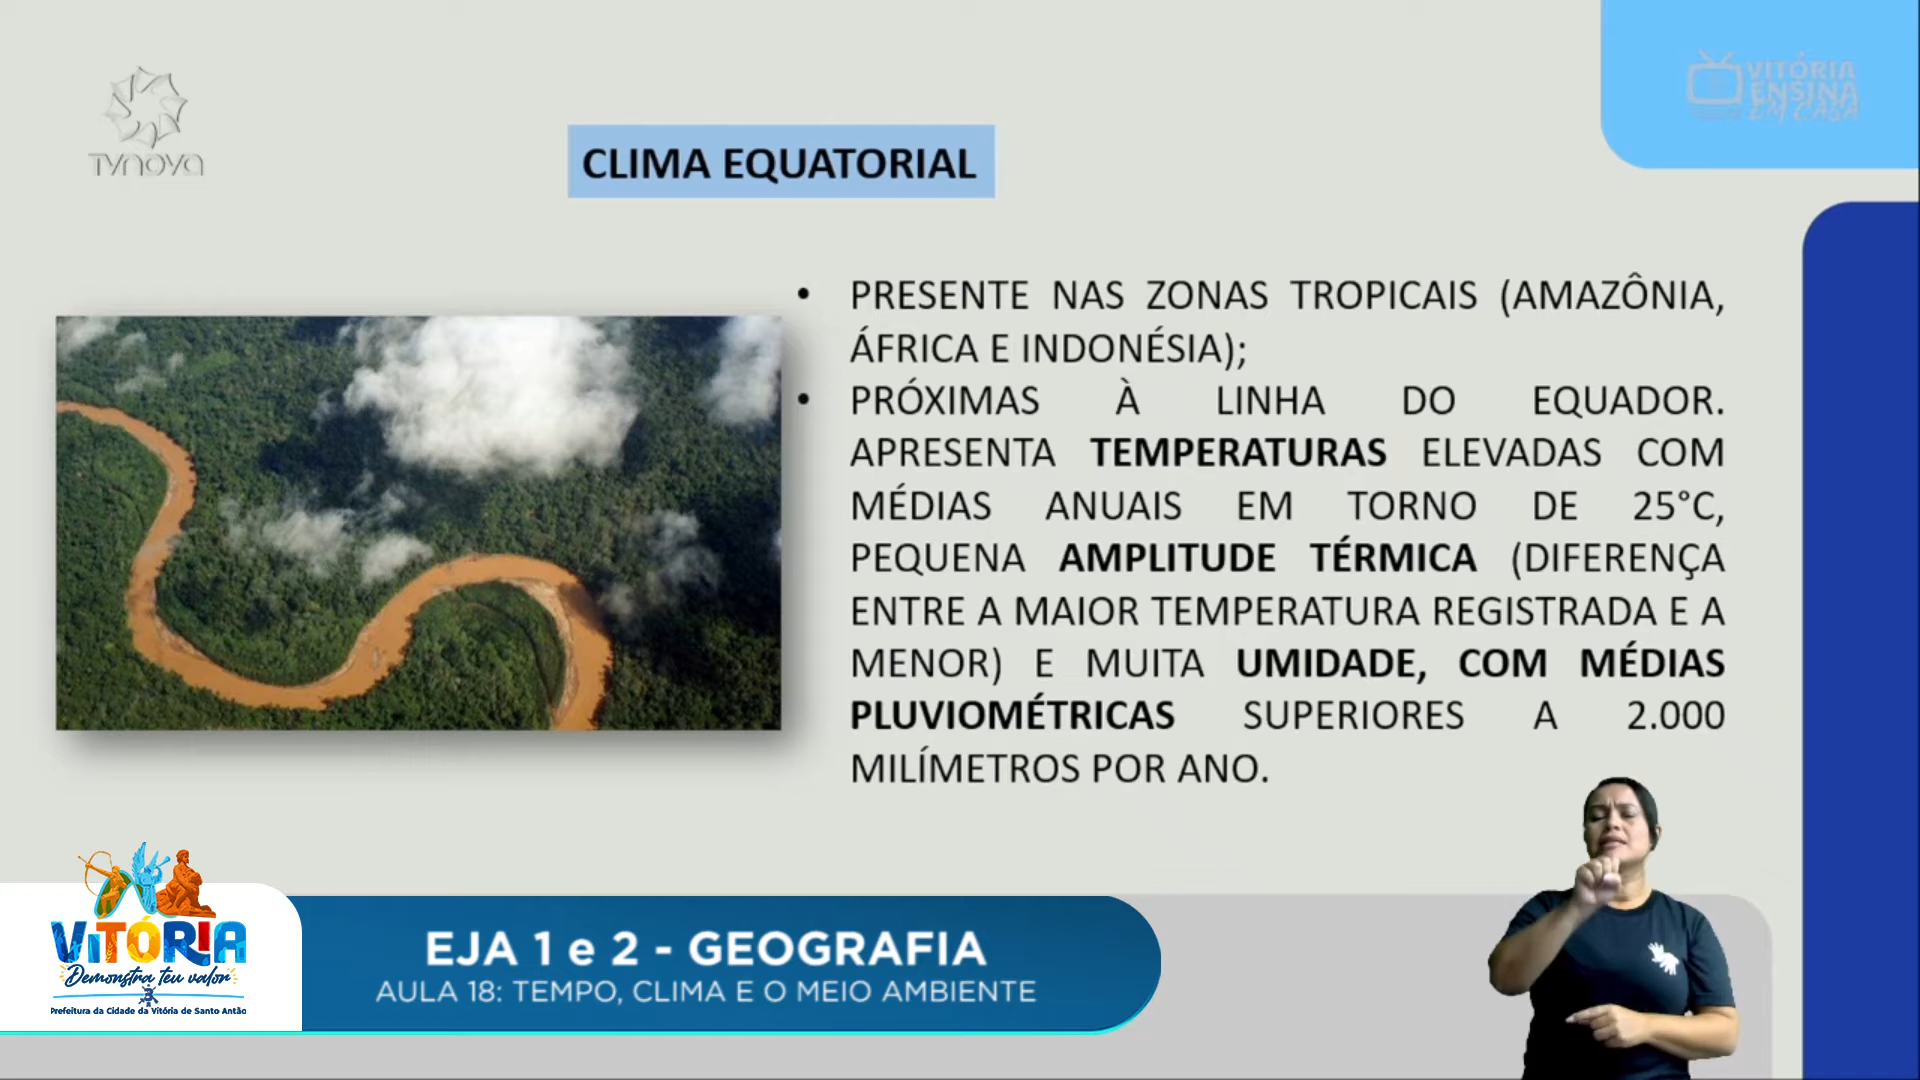 TVNOVA
VITÓRIA
ENSINA
EM CASA
CLIMA EQUATORIAL
• PRESENTE NAS ZONAS TROPICAIS (AMAZÔNIA,
ÁFRICA E INDONÉSIA);
• PRÓXIMAS À LINHA DO EQUADOR.
APRESENTA TEMPERATURAS ELEVADAS COM
MÉDIAS ANUAIS EM TORNO DE 25°C,
PEQUENA AMPLITUDE TÉRMICA (DIFERENÇA
ENTRE A MAIOR TEMPERATURA REGISTRADA E A
MENOR) E MUITA UMIDADE, COM MÉDIAS
PLUVIOMÉTRICAS SUPERIORES A 2.000
MILÍMETROS POR ANO.
VITÓRIA
Demonstra teu valor
Prefeitura da Cidade da Vitória de Santo Antão
EJA 1 e 2 - GEOGRAFIA
AULA 18: TEMPO, CLIMA E O MEIO AMBIENTE